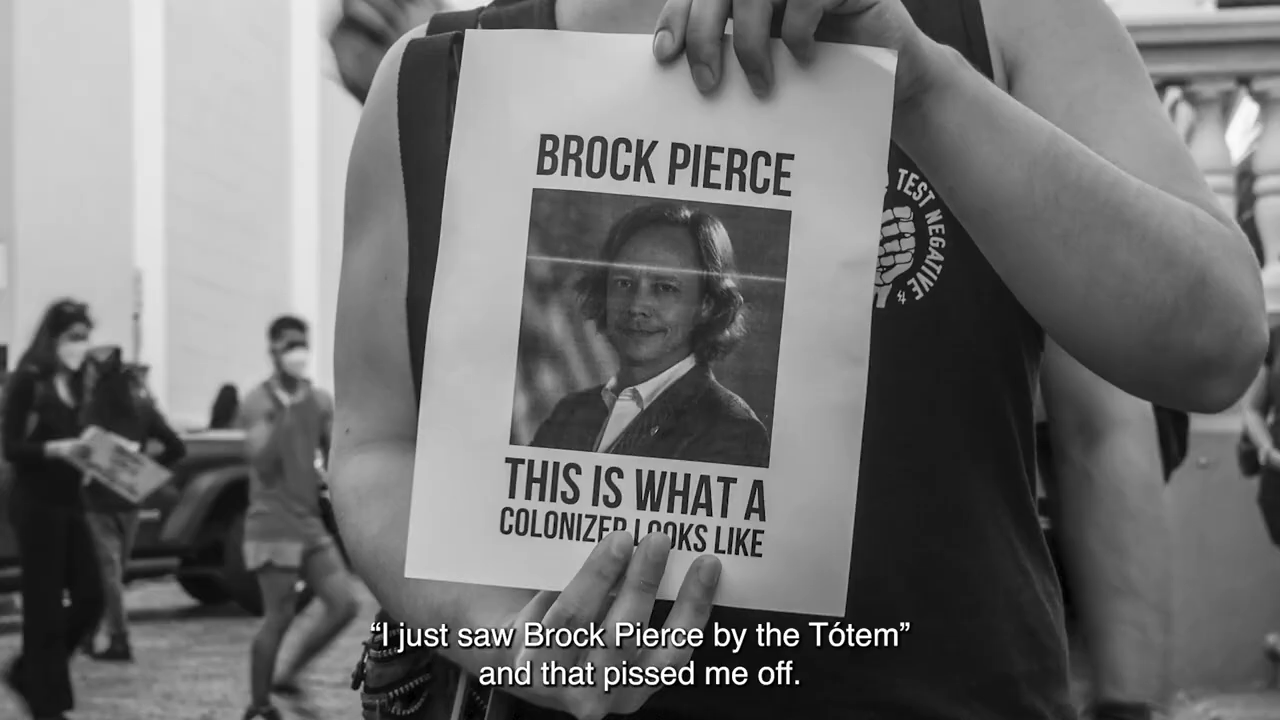 BROCK PIERCE
TEST NEGATIVE
THIS IS WHAT A
COLONIZER LOOKS LIKE
“I just saw Brock Pierce by the Tótem”
and that pissed me off.